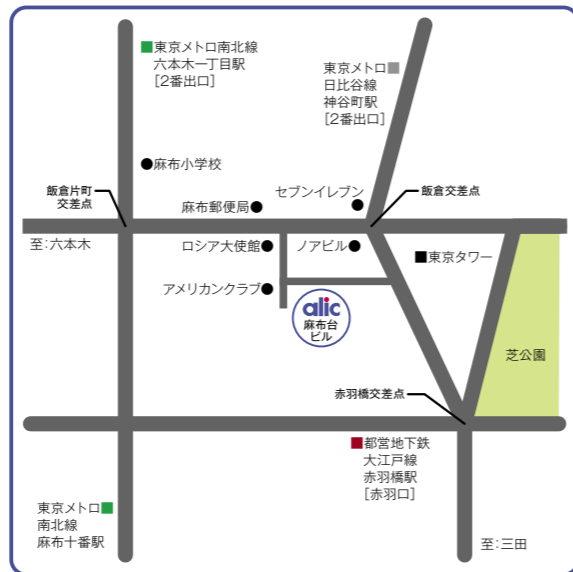 東京メトロ南北線
六本木一丁目駅
[2番出口]
東京メトロ
日比谷線
神谷町駅
[2番出口]
麻布小学校
飯倉片町
交差点
麻布郵便局
セブンイレブン
飯倉交差点
至:六本木
ロシア大使館
ノアビル
東京タワー
アメリカンクラブ
alic
麻布台
ビル
芝公園
赤羽橋交差点
都営地下鉄
大江戸線
赤羽橋駅
[赤羽口]
東京メトロ
南北線
麻布十番駅
至:三田